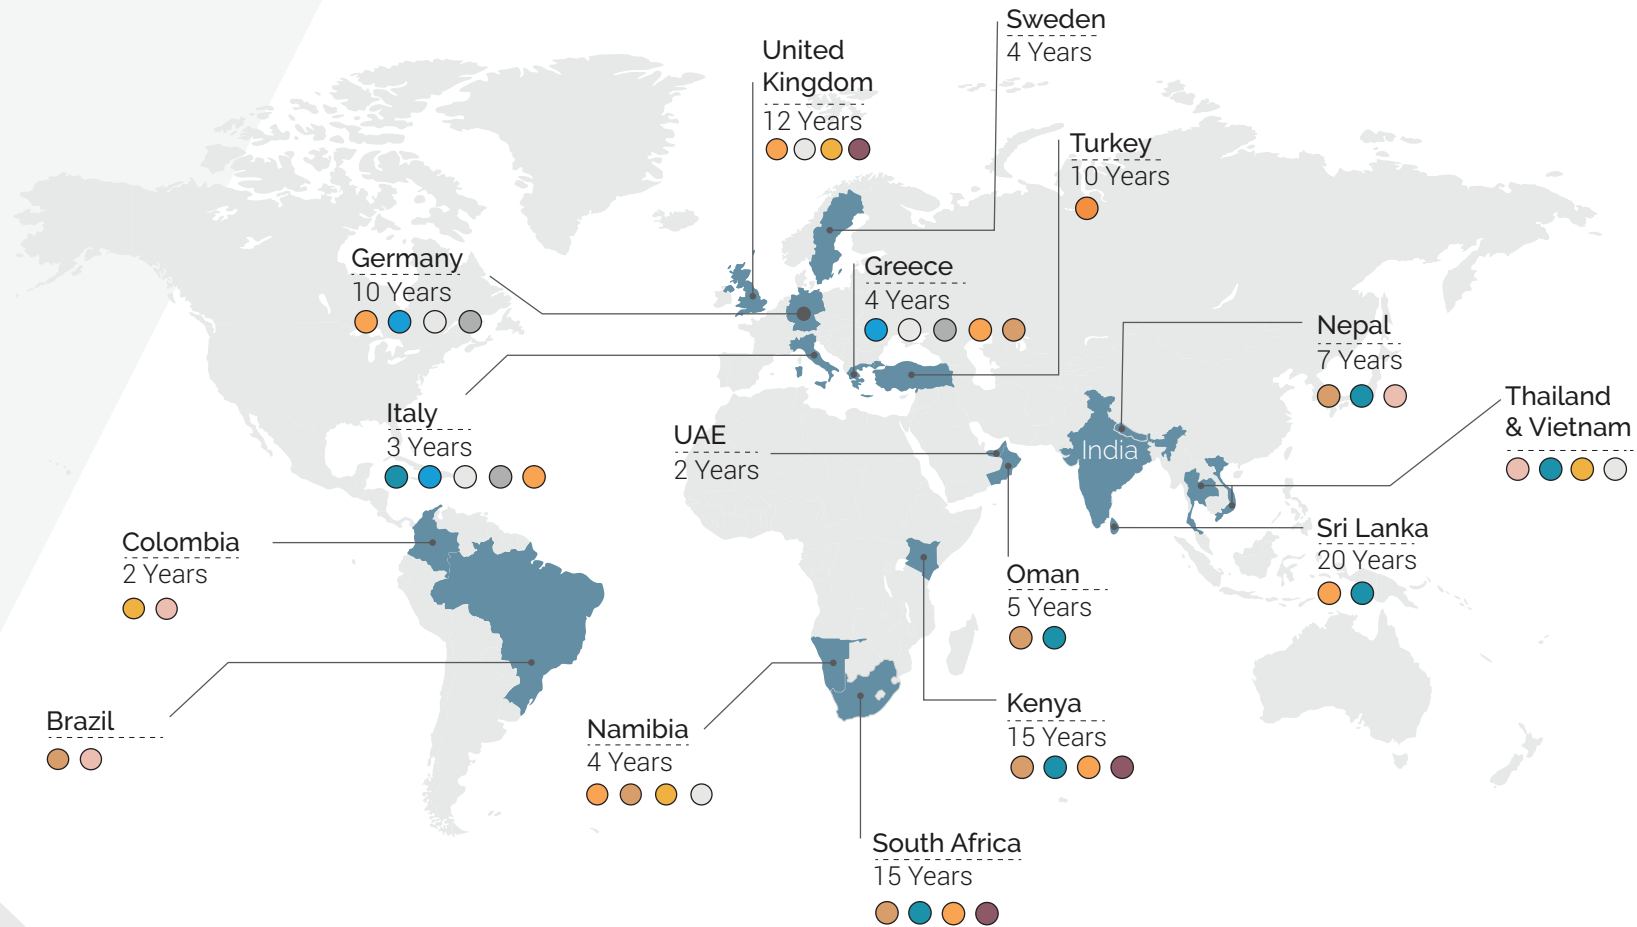 Sweden
4 Years
United
Kingdom
12 Years
Turkey
10 Years
Germany
10 Years
Greece
4 Years
Nepal
7 Years
Thailand
& Vietnam
Italy
3 Years
UAE
2 Years
India
Colombia
2 Years
Sri Lanka
20 Years
Oman
5 Years
Brazil
Namibia
4 Years
Kenya
15 Years
South Africa
15 Years